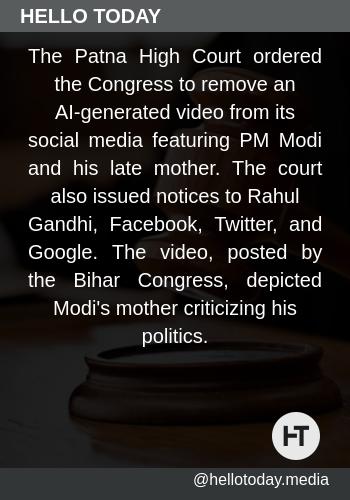 HELLO TODAY
The Patna High Court ordered
the Congress to remove an
AI-generated video from its
social media featuring PM Modi
and his late mother. The court
also issued notices to Rahul
Gandhi, Facebook, Twitter, and
Google. The video, posted by
the Bihar Congress, depicted
Modi's mother criticizing his
politics.
HT
@hellotoday.media